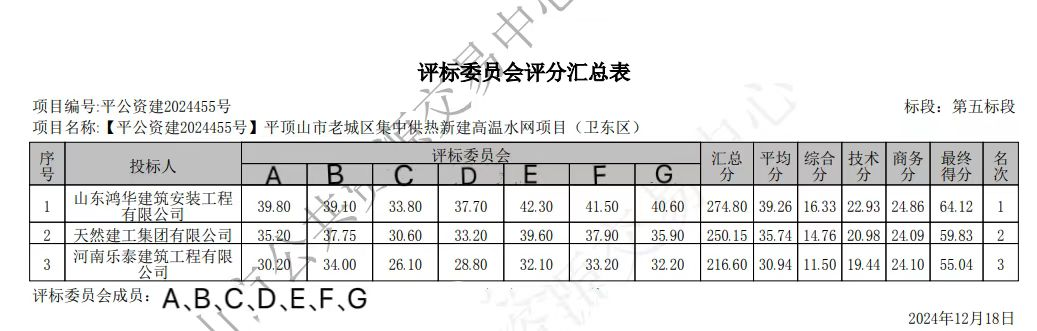 评标委员会评分汇总表
项目编号:平公资建2024455号 标段：第五标段
项目名称:【平公资建2024455号】平顶山市老城区集中供热新建高温水网项目（卫东区）
序号 投标人 评标委员会 汇总分 平均分 综合分 技术分 商务分 最终得分 名次
A B C D E F G
1 山东鸿华建筑安装工程有限公司 39.80 39.10 33.80 37.70 42.30 41.50 40.60 274.80 39.26 16.33 22.93 24.86 64.12 1
2 天然建工集团有限公司 35.20 37.75 30.60 33.20 39.60 37.90 35.90 250.15 35.74 14.76 20.98 24.09 59.83 2
3 河南乐泰建筑工程有限公司 30.20 34.00 26.10 28.80 32.10 33.20 32.20 216.60 30.94 11.50 19.44 24.10 55.04 3
评标委员会成员：A、B、C、D、E、F、G
2024年12月18日